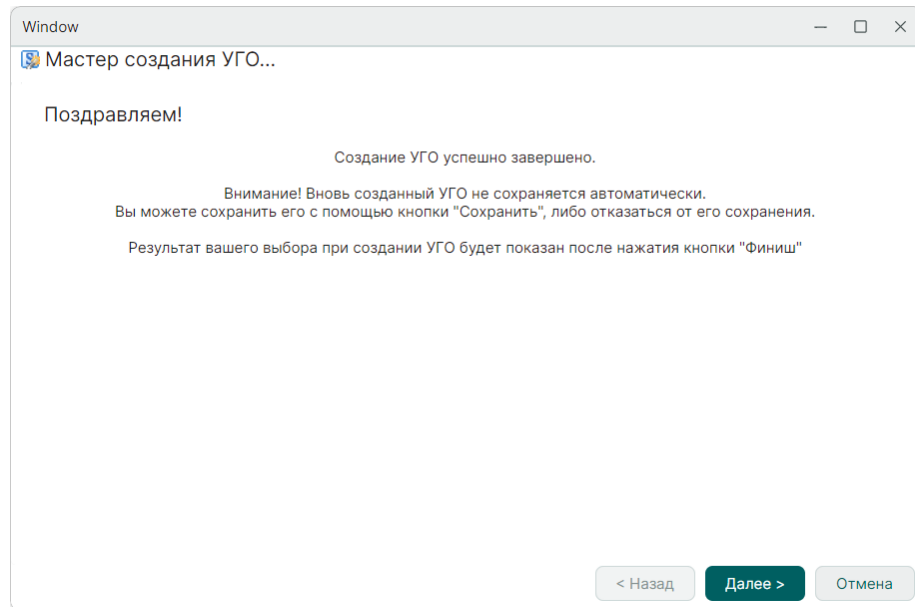 Window
Мастер создания УГО...
Поздравляем!
Создание УГО успешно завершено.
Внимание! Вновь созданный УГО не сохраняется автоматически.
Вы можете сохранить его с помощью кнопки "Сохранить", либо отказаться от его сохранения.
Результат вашего выбора при создании УГО будет показан после нажатия кнопки "Финиш"
< Назад
Далее >
Отмена